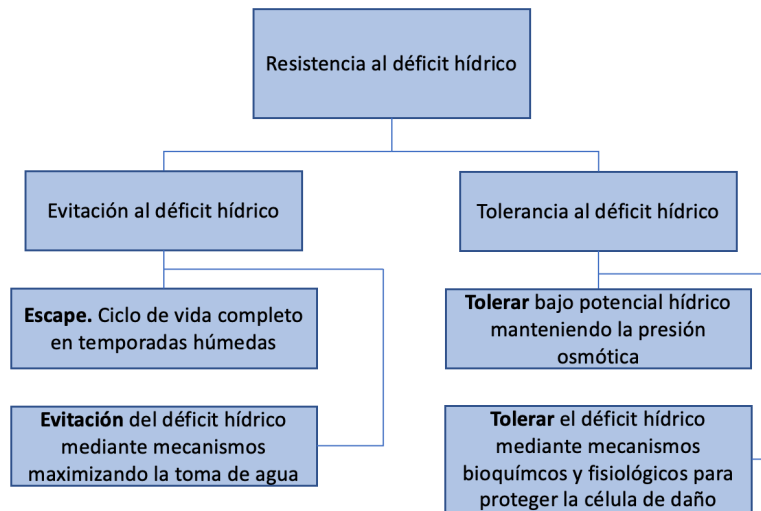 Resistencia al déficit hídrico
Evitación al déficit hídrico
Tolerancia al déficit hídrico
Escape. Ciclo de vida completo
en temporadas húmedas
Tolerar bajo potencial hídrico
manteniendo la presión
osmótica
Evitación del déficit hídrico
mediante mecanismos
maximizando la toma de agua
Tolerar el déficit hídrico
mediante mecanismos
bioquímcos y fisiológicos para
proteger la célula de daño